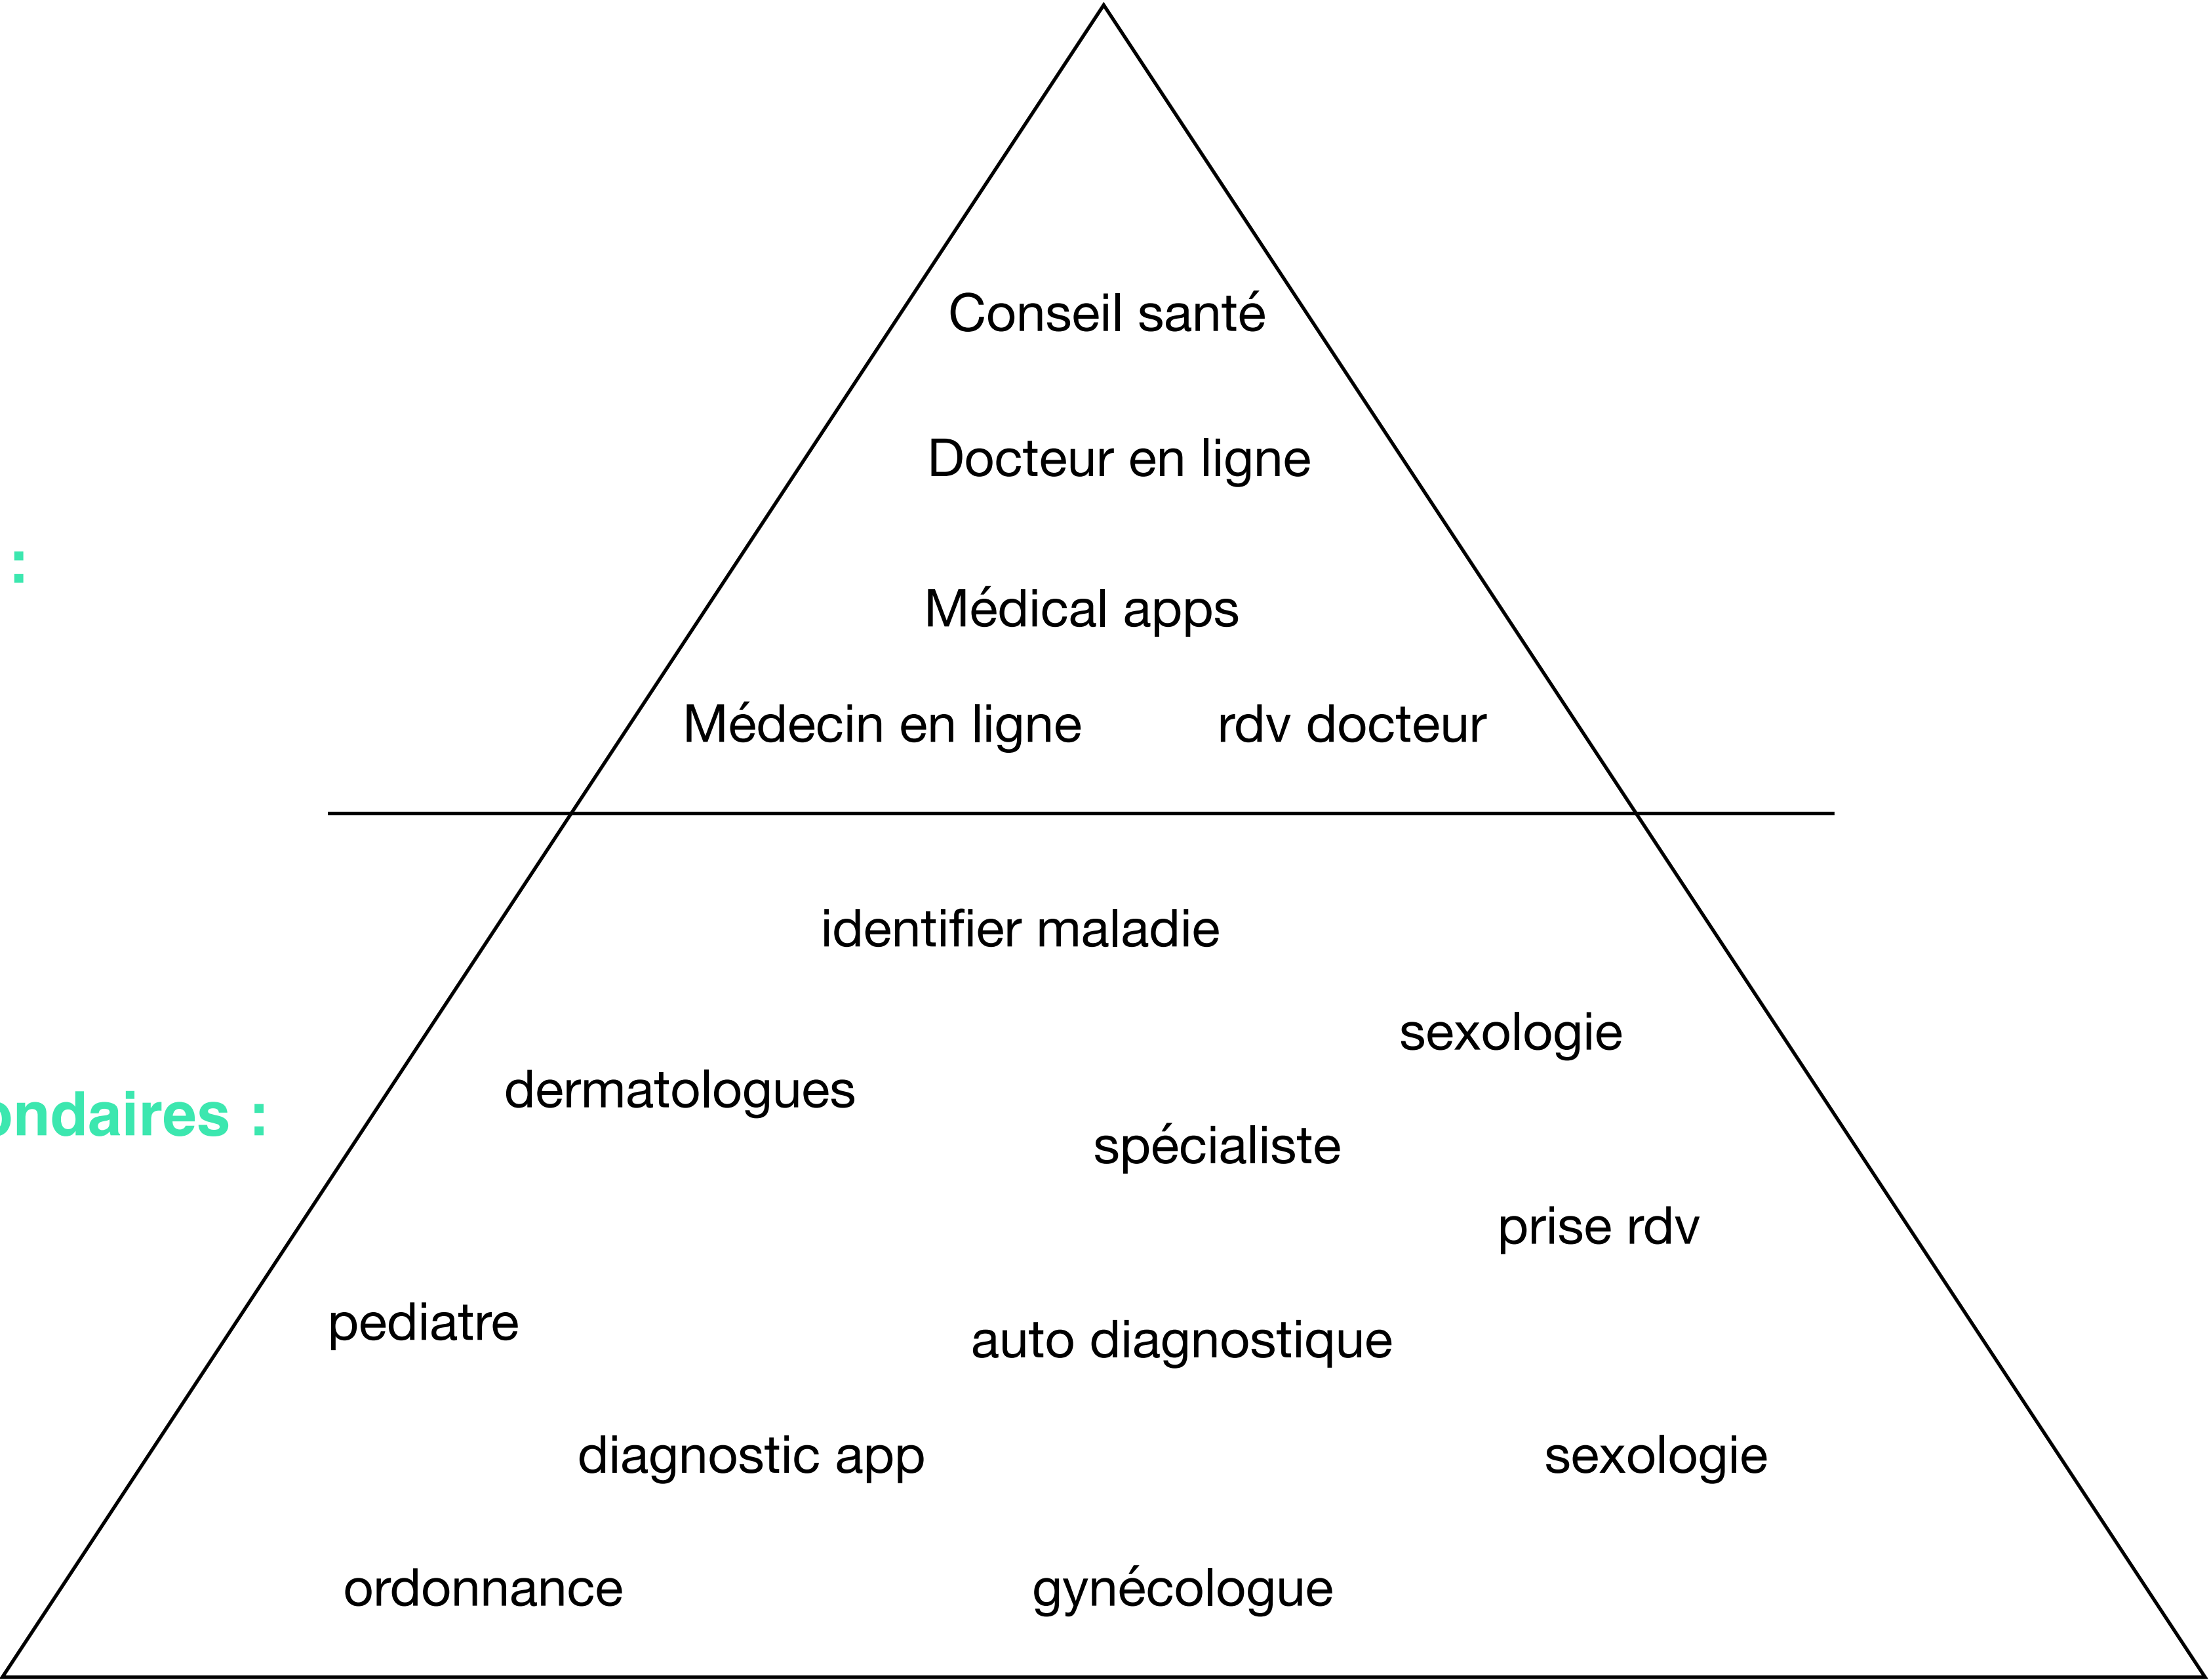 Conseil santé
Docteur en ligne
:
Médical apps
Médecin en ligne rdv docteur
identifier maladie
sexologie
dermatologues
ondaires :
spécialiste
prise rdv
pediatre
auto diagnostique
diagnostic app sexologie
ordonnance gynécologue